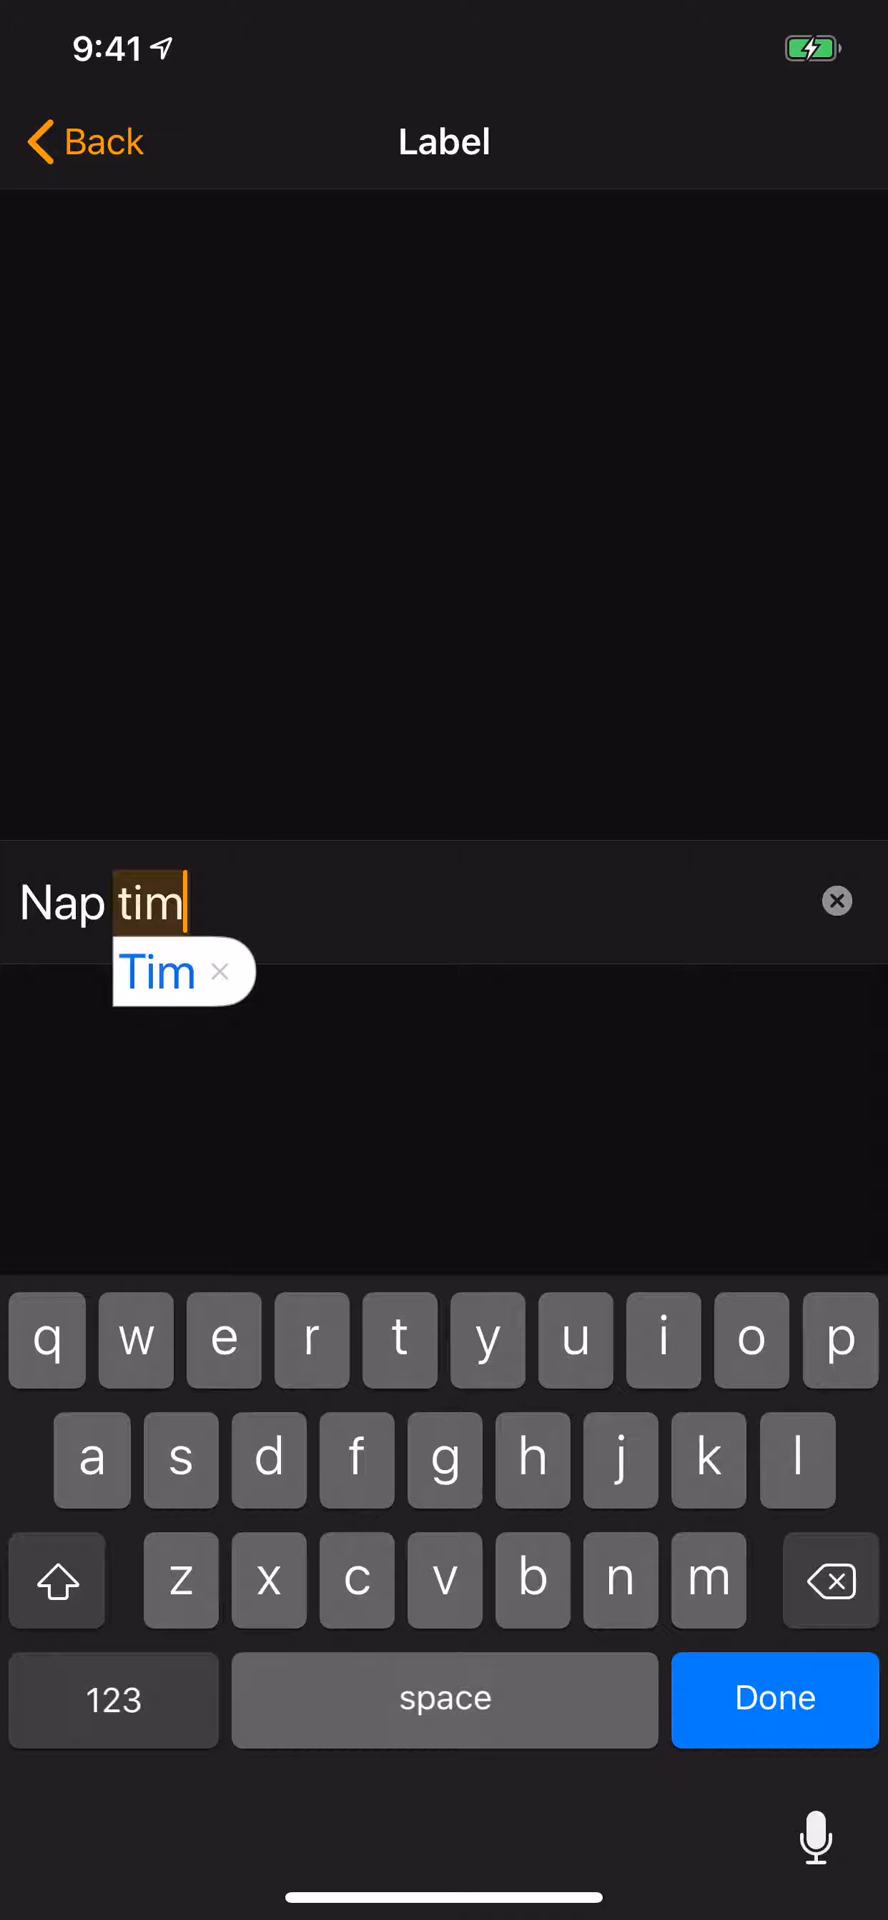 9:41
Back
Label
Nap tim
Tim
q w e r t y u i o p
a s d f g h j k l
z x c v b n m
123 space Done